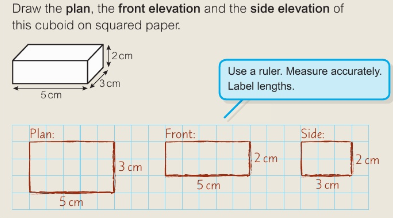 Draw the plan, the front elevation and the side elevation of
this cuboid on squared paper.
2 cm
3 cm
5 cm
Use a ruler. Measure accurately.
Label lengths.
Plan: Front: Side:
3 cm 2 cm 2 cm
5 cm 5 cm 3 cm